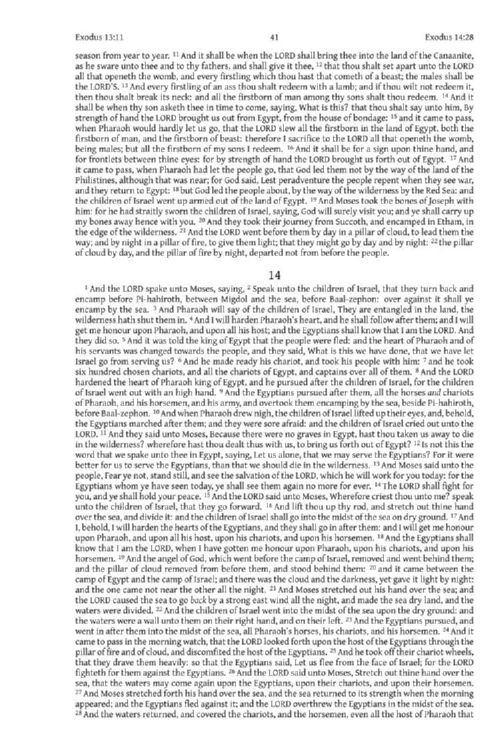 Exodus 13:11 41 Exodus 14:28
season from year to year. 11 And it shall be when the LORD shall bring thee into the land of the Canaanite,
as he sware unto thee and to thy fathers, and shall give it thee, 12 that thou shalt set apart unto the LORD
all that openeth the womb, and every firstling which thou hast that cometh of a beast; the males shall be
the LORD'S. 13 And every firstling of an ass thou shalt redeem with a lamb; and if thou wilt not redeem it,
then thou shalt break its neck: and all the firstborn of man among thy sons shalt thou redeem. 14 And it
shall be when thy son asketh thee in time to come, saying, What is this? that thou shalt say unto him, By
strength of hand the LORD brought us out from Egypt, from the house of bondage: 15 and it came to pass,
when Pharaoh would hardly let us go, that the LORD slew all the firstborn in the land of Egypt, both the
firstborn of man, and the firstborn of beast: therefore I sacrifice to the LORD all that openeth the womb,
being males; but all the firstborn of my sons I redeem. 16 And it shall be for a sign upon thine hand, and
for frontlets between thine eyes: for by strength of hand the LORD brought us forth out of Egypt. 17 And
it came to pass, when Pharaoh had let the people go, that God led them not by the way of the land of the
Philistines, although that was near; for God said, Lest peradventure the people repent when they see war,
and they return to Egypt: 18 but God led the people about, by the way of the wilderness by the Red Sea: and
the children of Israel went up armed out of the land of Egypt. 19 And Moses took the bones of Joseph with
him: for he had straitly sworn the children of Israel, saying, God will surely visit you; and ye shall carry up
my bones away hence with you. 20 And they took their journey from Succoth, and encamped in Etham, in
the edge of the wilderness. 21 And the LORD went before them by day in a pillar of cloud, to lead them the
way; and by night in a pillar of fire, to give them light; that they might go by day and by night: 22 the pillar
of cloud by day, and the pillar of fire by night, departed not from before the people.
14
1 And the LORD spake unto Moses, saying, 2 Speak unto the children of Israel, that they turn back and
encamp before Pi-hahiroth, between Migdol and the sea, before Baal-zephon: over against it shall ye
encamp by the sea. 3 And Pharaoh will say of the children of Israel, They are entangled in the land, the
wilderness hath shut them in. 4 And I will harden Pharaoh's heart, and he shall follow after them; and I will
get me honour upon Pharaoh, and upon all his host; and the Egyptians shall know that I am the LORD. And
they did so. 5 And it was told the king of Egypt that the people were fled: and the heart of Pharaoh and of
his servants was changed towards the people, and they said, What is this we have done, that we have let
Israel go from serving us? 6 And he made ready his chariot, and took his people with him: 7 and he took
six hundred chosen chariots, and all the chariots of Egypt, and captains over all of them. 8 And the LORD
hardened the heart of Pharaoh king of Egypt, and he pursued after the children of Israel, for the children
of Israel went out with an high hand. 9 And the Egyptians pursued after them, all the horses and chariots
of Pharaoh, and his horsemen, and his army, and overtook them encamping by the sea, beside Pi-hahiroth,
before Baal-zephon. 10 And when Pharaoh drew nigh, the children of Israel lifted up their eyes, and, behold,
the Egyptians marched after them; and they were sore afraid: and the children of Israel cried out unto the
LORD. 11 And they said unto Moses, Because there were no graves in Egypt, hast thou taken us away to die
in the wilderness? wherefore hast thou dealt thus with us, to bring us forth out of Egypt? 12 Is not this the
word that we spake unto thee in Egypt, saying, Let us alone, that we may serve the Egyptians? For it were
better for us to serve the Egyptians, than that we should die in the wilderness. 13 And Moses said unto the
people, Fear ye not, stand still, and see the salvation of the LORD, which he will work for you today: for the
Egyptians whom ye have seen today, ye shall see them again no more for ever. 14 The LORD shall fight for
you, and ye shall hold your peace. 15 And the LORD said unto Moses, Wherefore criest thou unto me? speak
unto the children of Israel, that they go forward. 16 And lift thou up thy rod, and stretch out thine hand
over the sea, and divide it: and the children of Israel shall go into the midst of the sea on dry ground. 17 And
I, behold, I will harden the hearts of the Egyptians, and they shall go in after them: and I will get me honour
upon Pharaoh, and upon all his host, upon his chariots, and upon his horsemen. 18 And the Egyptians shall
know that I am the LORD, when I have gotten me honour upon Pharaoh, upon his chariots, and upon his
horsemen. 19 And the angel of God, which went before the camp of Israel, removed and went behind them;
and the pillar of cloud removed from before them, and stood behind them: 20 and it came between the
camp of Egypt and the camp of Israel; and there was the cloud and the darkness, yet gave it light by night:
and the one came not near the other all the night. 21 And Moses stretched out his hand over the sea; and
the LORD caused the sea to go back by a strong east wind all the night, and made the sea dry land, and the
waters were divided. 22 And the children of Israel went into the midst of the sea upon the dry ground: and
the waters were a wall unto them on their right hand, and on their left. 23 And the Egyptians pursued, and
went in after them into the midst of the sea, all Pharaoh's horses, his chariots, and his horsemen. 24 And it
came to pass in the morning watch, that the LORD looked forth upon the host of the Egyptians through the
pillar of fire and of cloud, and discomfited the host of the Egyptians. 25 And he took off their chariot wheels,
that they drave them heavily: so that the Egyptians said, Let us flee from the face of Israel; for the LORD
fighteth for them against the Egyptians. 26 And the LORD said unto Moses, Stretch out thine hand over the
sea, that the waters may come again upon the Egyptians, upon their chariots, and upon their horsemen.
27 And Moses stretched forth his hand over the sea, and the sea returned to its strength when the morning
appeared; and the Egyptians fled against it; and the LORD overthrew the Egyptians in the midst of the sea.
28 And the waters returned, and covered the chariots, and the horsemen, even all the host of Pharaoh that